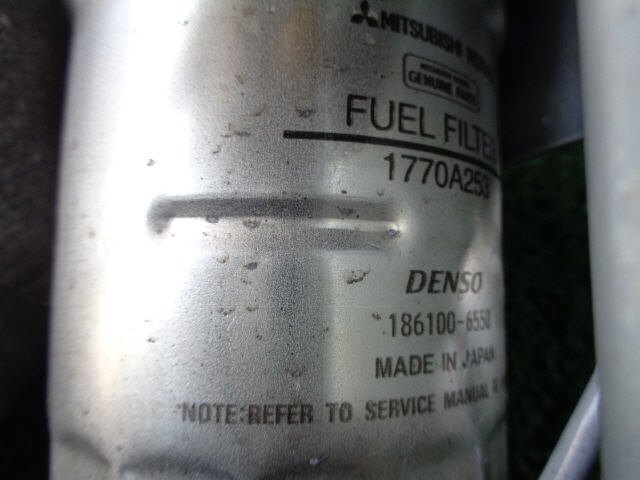 MITSUBISHI
GENUINE PARTS
FUEL FILTER
1770A253
DENSO
186100-6550
MADE IN JAPAN
NOTE:REFER TO SERVICE MANUAL